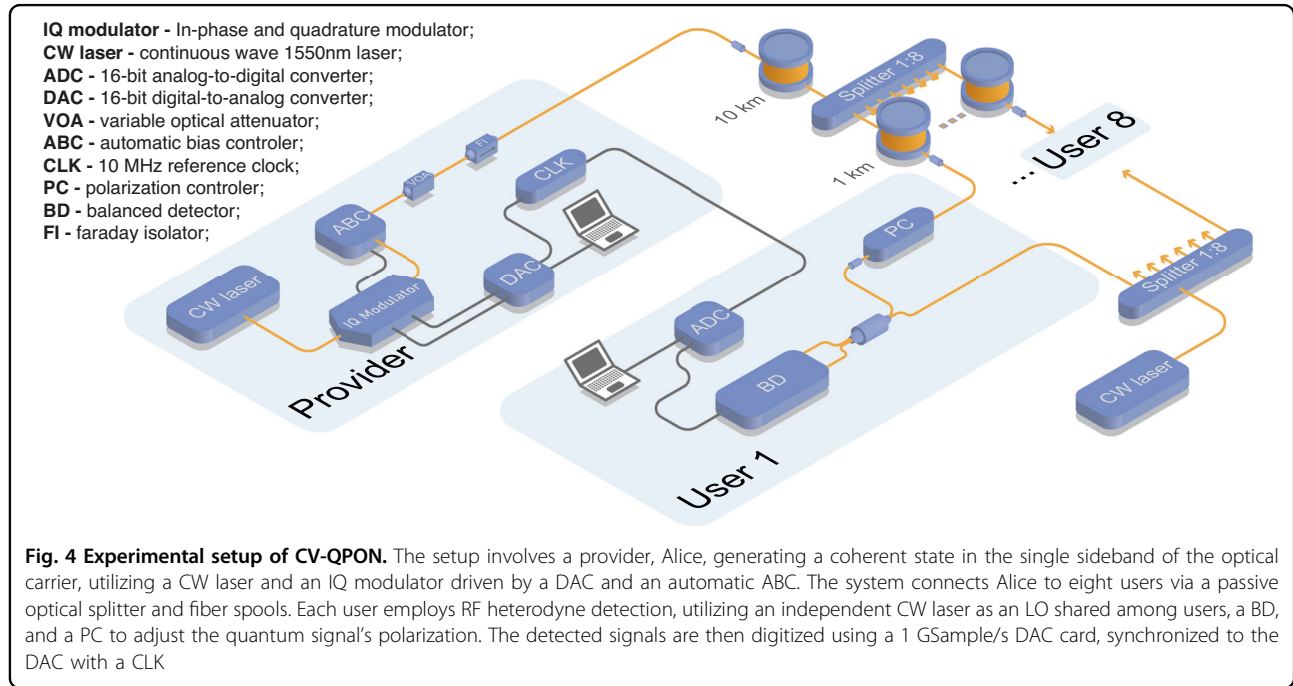 IQ modulator - In-phase and quadrature modulator;
CW laser - continuous wave 1550nm laser;
ADC - 16-bit analog-to-digital converter;
DAC - 16-bit digital-to-analog converter;
VOA - variable optical attenuator;
ABC - automatic bias controler;
CLK - 10 MHz reference clock;
PC - polarization controler;
BD - balanced detector;
FI - faraday isolator;
10 km
Splitter 1:8
1 km
... User 8
FI
VOA
CLK
ABC
DAC
CW laser
IQ Modulator
Provider
PC
ADC
BD
User 1
Splitter 1:8
CW laser
Fig. 4 Experimental setup of CV-QPON. The setup involves a provider, Alice, generating a coherent state in the single sideband of the optical
carrier, utilizing a CW laser and an IQ modulator driven by a DAC and an automatic ABC. The system connects Alice to eight users via a passive
optical splitter and fiber spools. Each user employs RF heterodyne detection, utilizing an independent CW laser as an LO shared among users, a BD,
and a PC to adjust the quantum signal's polarization. The detected signals are then digitized using a 1 GSample/s DAC card, synchronized to the
DAC with a CLK